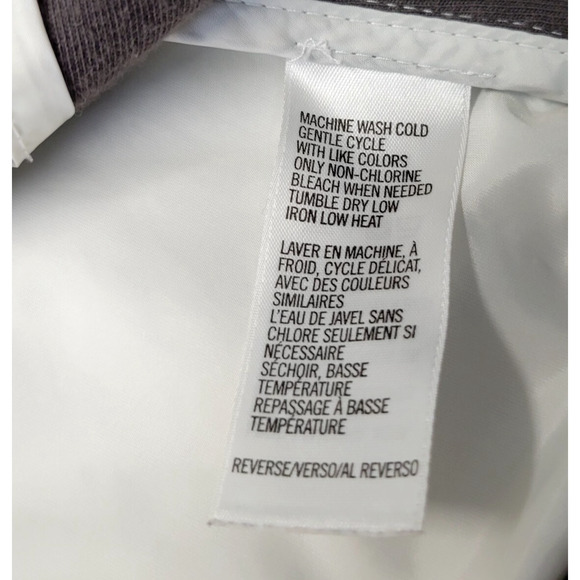 MACHINE WASH COLD
GENTLE CYCLE
WITH LIKE COLORS
ONLY NON-CHLORINE
BLEACH WHEN NEEDED
TUMBLE DRY LOW
IRON LOW HEAT
LAVER EN MACHINE, À
FROID, CYCLE DÉLICAT,
AVEC DES COULEURS
SIMILAIRES
L'EAU DE JAVEL SANS
CHLORE SEULEMENT SI
NÉCESSAIRE
SÉCHOIR, BASSE
TEMPÉRATURE
REPASSAGE À BASSE
TEMPÉRATURE
REVERSE/VERSO/AL REVERSO